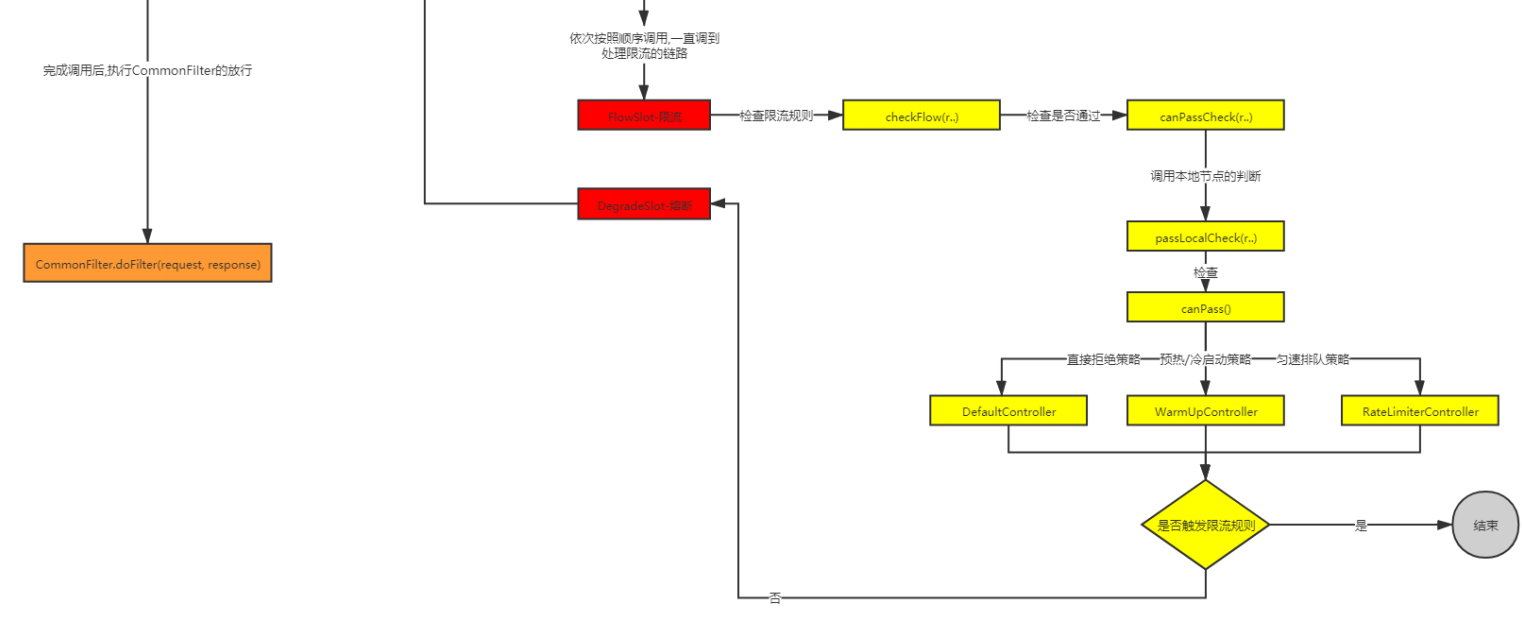 依次按照顺序调用,一直调到
处理限流的链路
完成调用后,执行CommonFilter的放行
FlowSlot-限流
检查限流规则
checkFlow(r..)
检查是否通过
canPassCheck(r..)
调用本地节点的判断
DegradeSlot-熔断
passLocalCheck(r..)
CommonFilter.doFilter(request, response)
检查
canPass()
直接拒绝策略
预热/冷启动策略
匀速排队策略
DefaultController
WarmUpController
RateLimiterController
是否触发限流规则
是
结束
否